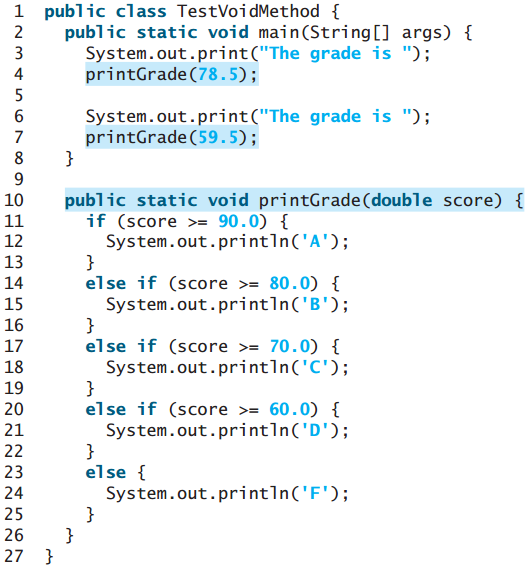 1 public class TestVoidMethod {
2   public static void main(String[] args) {
3     System.out.print("The grade is ");
4     printGrade(78.5);
5
6     System.out.print("The grade is ");
7     printGrade(59.5);
8   }
9
10   public static void printGrade(double score) {
11     if (score >= 90.0) {
12       System.out.println('A');
13     }
14     else if (score >= 80.0) {
15       System.out.println('B');
16     }
17     else if (score >= 70.0) {
18       System.out.println('C');
19     }
20     else if (score >= 60.0) {
21       System.out.println('D');
22     }
23     else {
24       System.out.println('F');
25     }
26   }
27 }